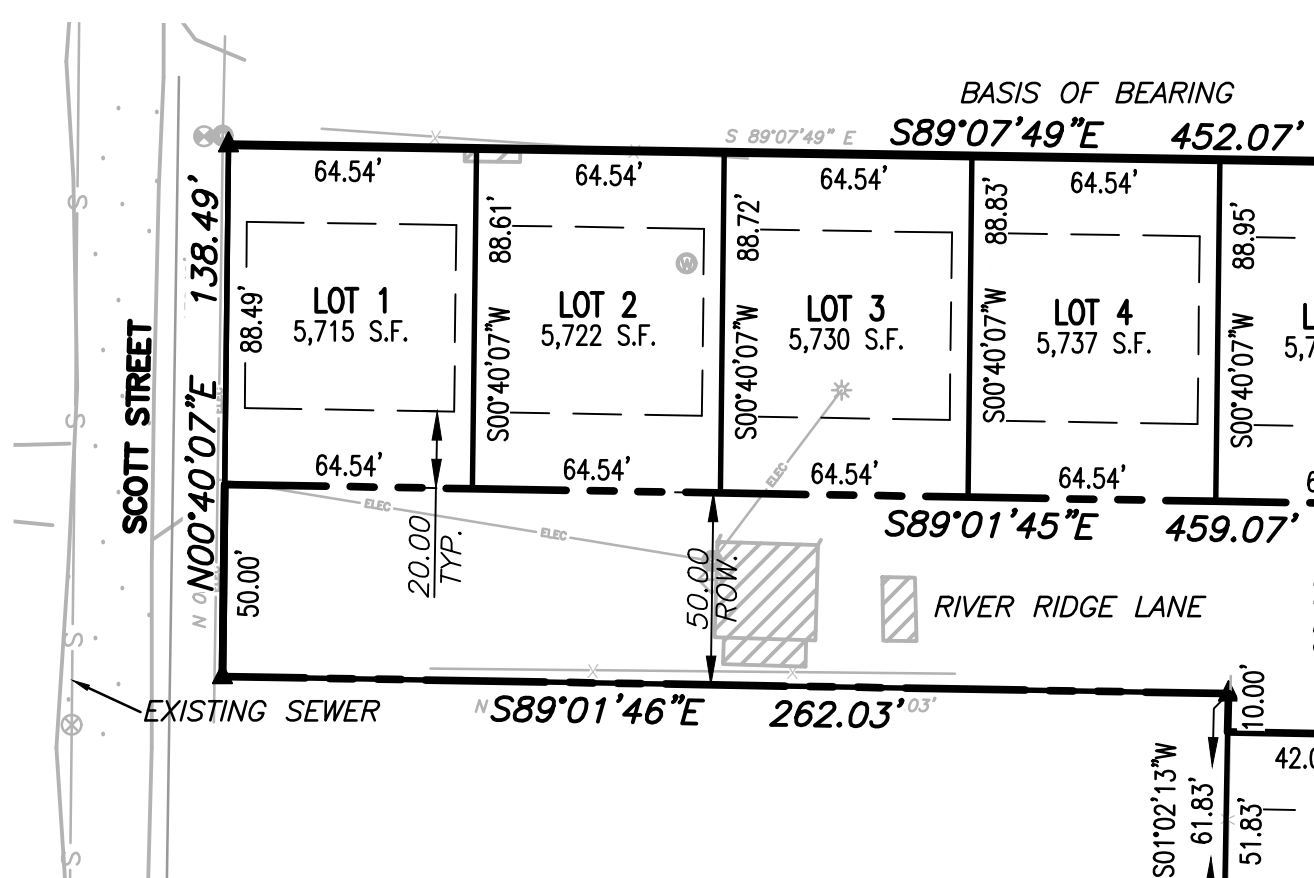 BASIS OF BEARING
S 89°07'49" E
S89°07'49"E 452.07'
64.54'
64.54'
64.54'
64.54'
138.49'
88.61'
88.72'
88.83'
88.95'
LOT 1
5,715 S.F.
88.49'
LOT 2
5,722 S.F.
LOT 3
5,730 S.F.
LOT 4
5,737 S.F.
W
S00°40'07"W
S00°40'07"W
S00°40'07"W
S00°40'07"W
SCOTT STREET
N00°40'07"E
64.54'
64.54'
64.54'
64.54'
ELEC
ELEC
ELEC
S89°01'45"E 459.07'
20.00
TYP.
50.00
ROW.
50.00'
RIVER RIDGE LANE
EXISTING SEWER
S89°01'46"E 262.03'
10.00'
S01°02'13"W
61.83'
51.83'
S
S
S
S